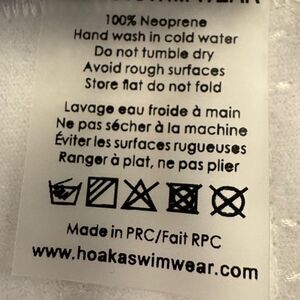 100% Neoprene
Hand wash in cold water
Do not tumble dry
Avoid rough surfaces
Store flat do not fold
Lavage eau froide à main
Ne pas sécher à la machine
Éviter les surfaces rugueuses
Ranger à plat, ne pas plier
Made in PRC/Fait RPC
www.hoakaswimwear.com